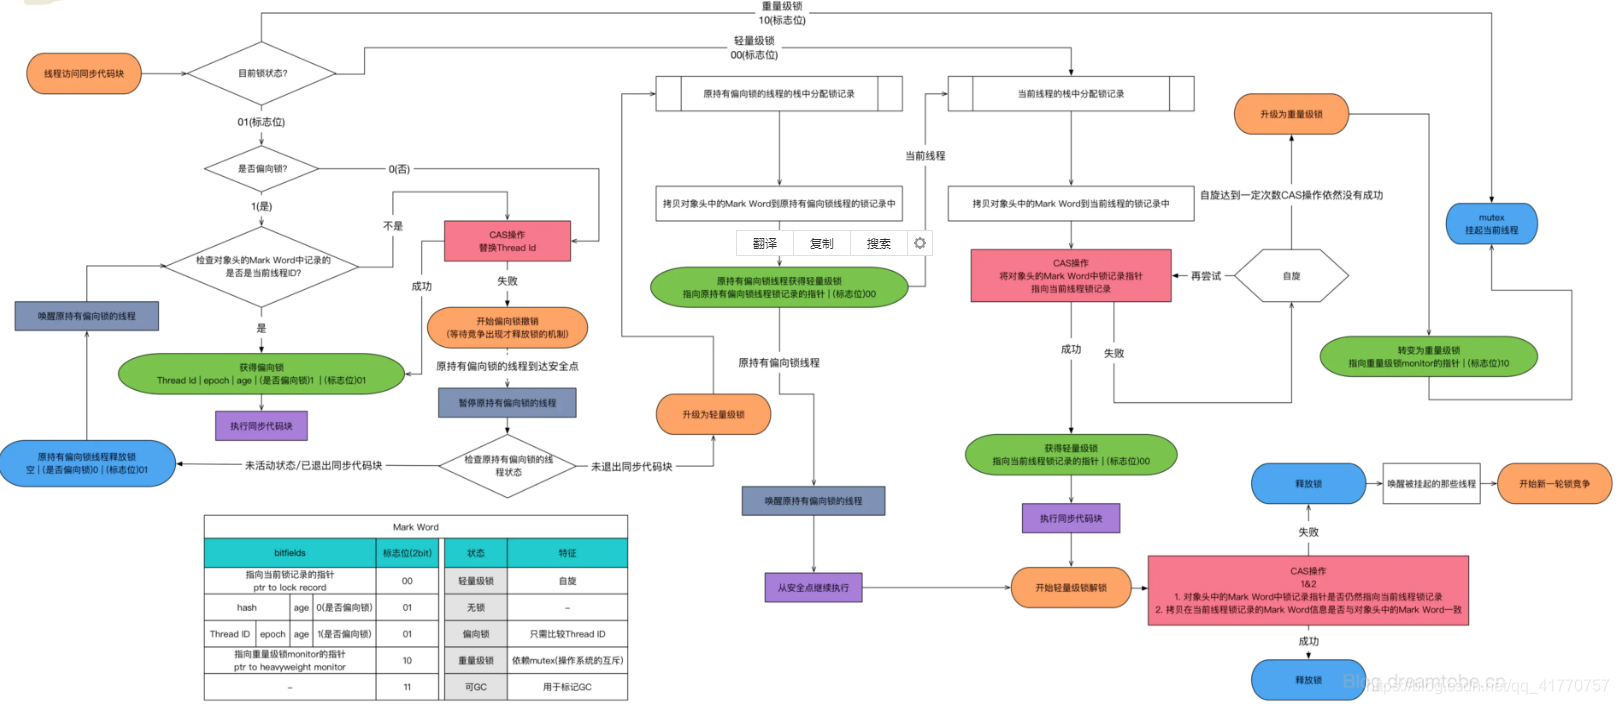 重量级锁
10(标志位)
轻量级锁
00(标志位)
线程访问同步代码块
目前锁状态?
01(标志位)
是否偏向锁?
0(否)
1(是)
不是
检查对象头的Mark Word中记录的
是否是当前线程ID?
CAS操作
替换Thread Id
成功
失败
唤醒原持有偏向锁的线程
是
开始偏向锁撤销
(等待竞争出现才释放锁的机制)
获得偏向锁
Thread Id | epoch | age | (是否偏向锁)1 | (标志位)01
原持有偏向锁的线程到达安全点
暂停原持有偏向锁的线程
执行同步代码块
原持有偏向锁线程释放锁
空 | (是否偏向锁)0 | (标志位)01
未活动状态/已退出同步代码块
检查原持有偏向锁的线
程状态
未退出同步代码块
升级为轻量级锁
原持有偏向锁的线程的栈中分配锁记录
拷贝对象头中的Mark Word到原持有偏向锁线程的锁记录中
翻译
复制
搜索
原持有偏向锁线程获得轻量级锁
指向原持有偏向锁线程锁记录的指针 | (标志位)00
当前线程
原持有偏向锁线程
唤醒原持有偏向锁的线程
从安全点继续执行
当前线程的栈中分配锁记录
拷贝对象头中的Mark Word到当前线程的锁记录中
CAS操作
将对象头的Mark Word中锁记录指针
指向当前线程锁记录
再尝试
自旋
自旋达到一定次数CAS操作依然没有成功
升级为重量级锁
mutex
挂起当前线程
转变为重量级锁
指向重量级锁monitor的指针 | (标志位)10
成功
失败
获得轻量级锁
指向当前线程锁记录的指针 | (标志位)00
执行同步代码块
开始轻量级锁解锁
CAS操作
1&2
1. 对象头中的Mark Word中锁记录指针是否仍然指向当前线程锁记录
2. 拷贝在当前线程锁记录的Mark Word信息是否与对象头中的Mark Word一致
失败
释放锁
唤醒被挂起的那些线程
开始新一轮锁竞争
成功
释放锁
Mark Word
bitfields 标志位(2bit) 状态 特征
指向当前锁记录的指针
ptr to lock record
00 轻量级锁 自旋
hash age 0(是否偏向锁) 01 无锁 –
Thread ID epoch age 1(是否偏向锁) 01 偏向锁 只需比较Thread ID
指向重量级锁monitor的指针
ptr to heavyweight monitor
10 重量级锁 依赖mutex(操作系统的互斥)
– 11 可GC 用于标记GC
Blog.dreamtobe.cn
https://blog.csdn.net/qq_41770757